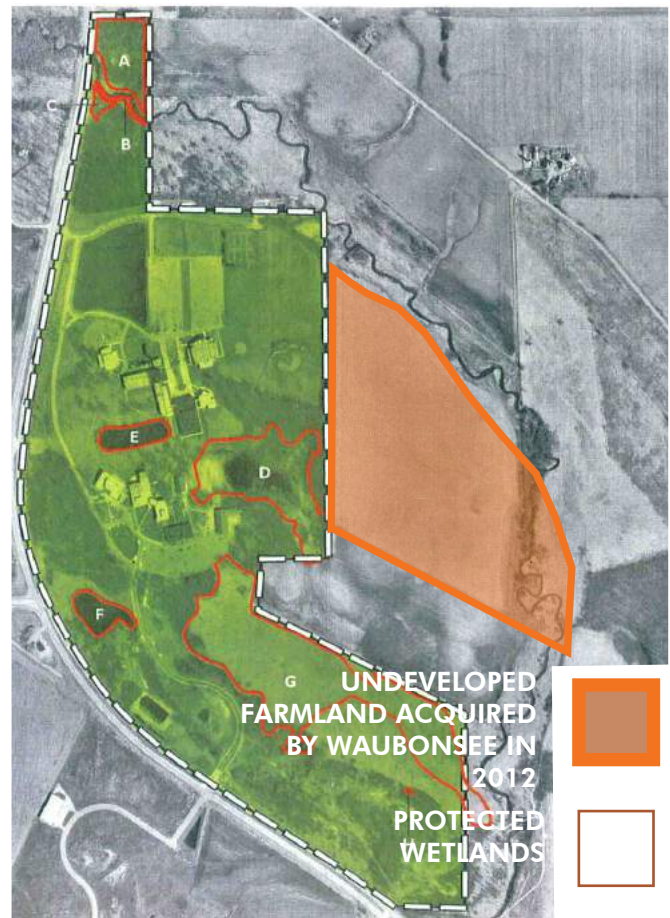 A
C
B
E
D
F
G
UNDEVELOPED
FARMLAND ACQUIRED
BY WAUBONSEE IN
2012
PROTECTED
WETLANDS